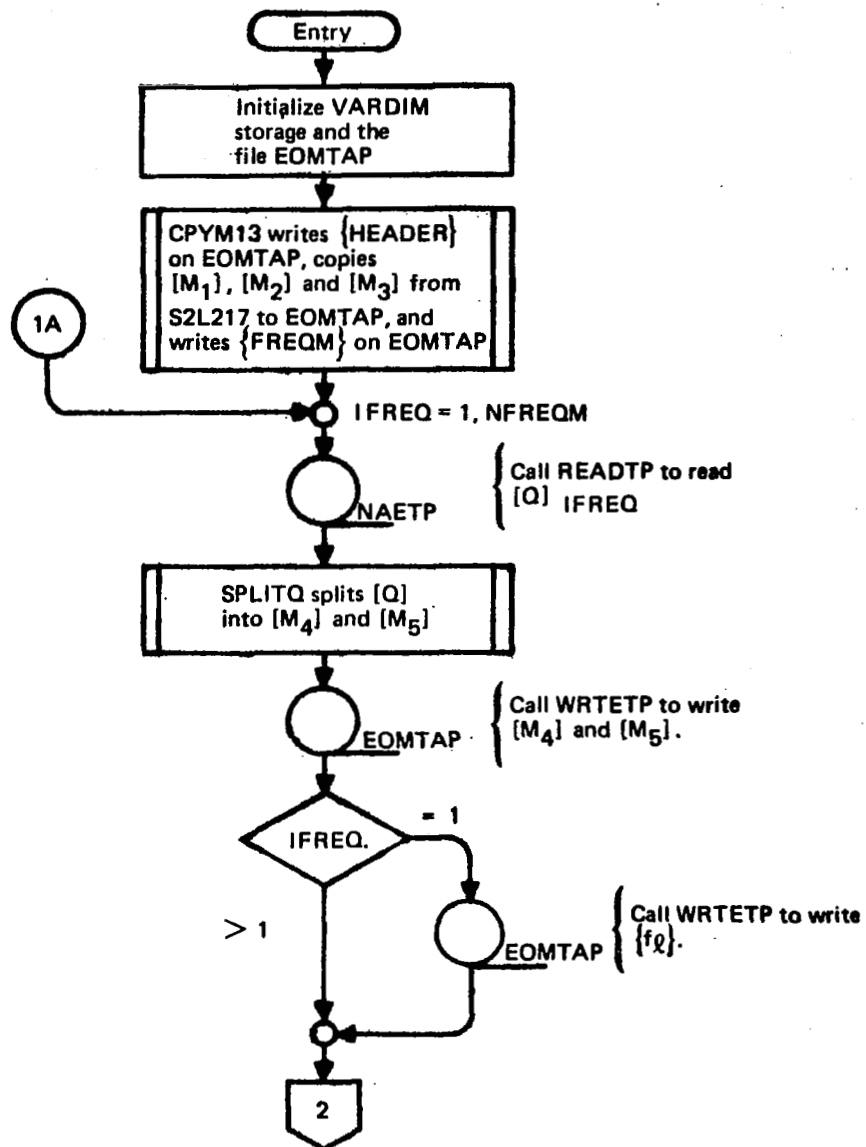 Entry
Initialize VARDIM
storage and the
file EOMTAP
CPYM13 writes {HEADER}
on EOMTAP, copies
[M1], [M2] and [M3] from
S2L217 to EOMTAP, and
writes {FREQM} on EOMTAP
1A
IFREQ = 1, NFREQM
Call READTP to read
[Q] IFREQ
NAETP
SPLITQ splits [Q]
into [M4] and [M5]
Call WRTETP to write
[M4] and [M5].
EOMTAP
= 1
IFREQ.
> 1
Call WRTETP to write
{fℓ}.
EOMTAP
2